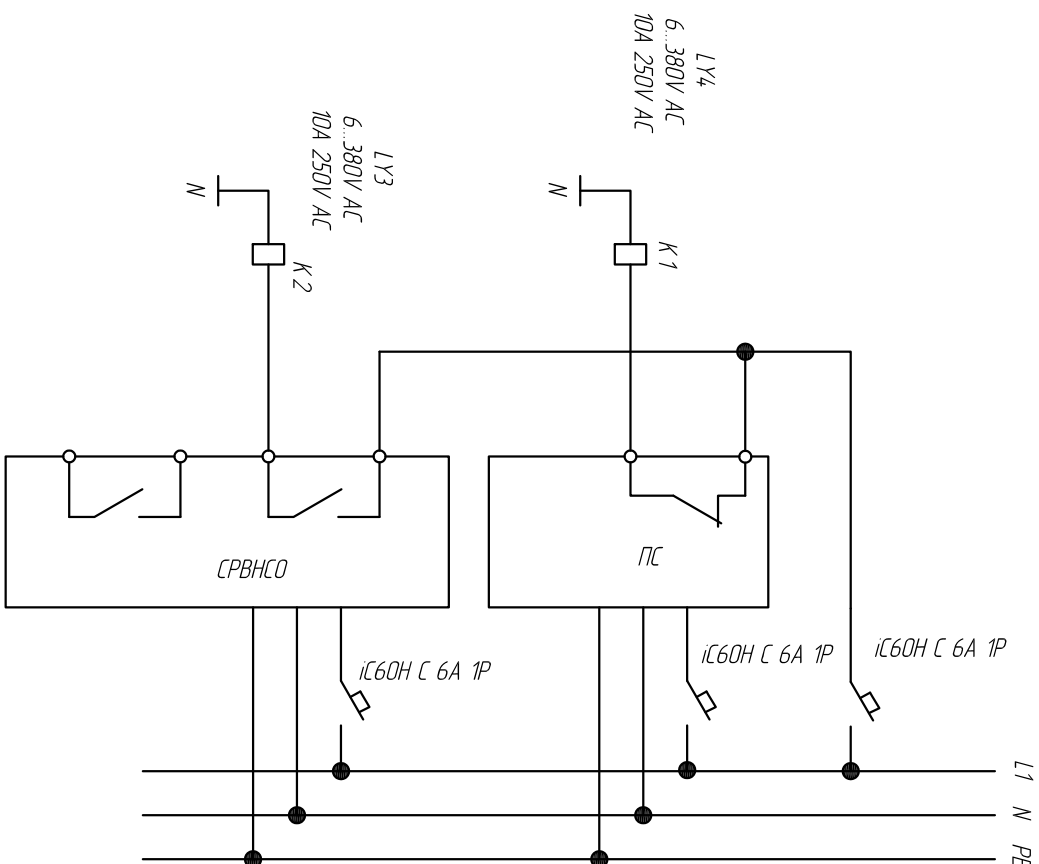 LY4
6...380V AC
10A 250V AC
LY3
6...380V AC
10A 250V AC
N
N
K1
K2
СРВНСО
ПС
iC60H C 6A 1P
iC60H C 6A 1P
iC60H C 6A 1P
L1
N
PE